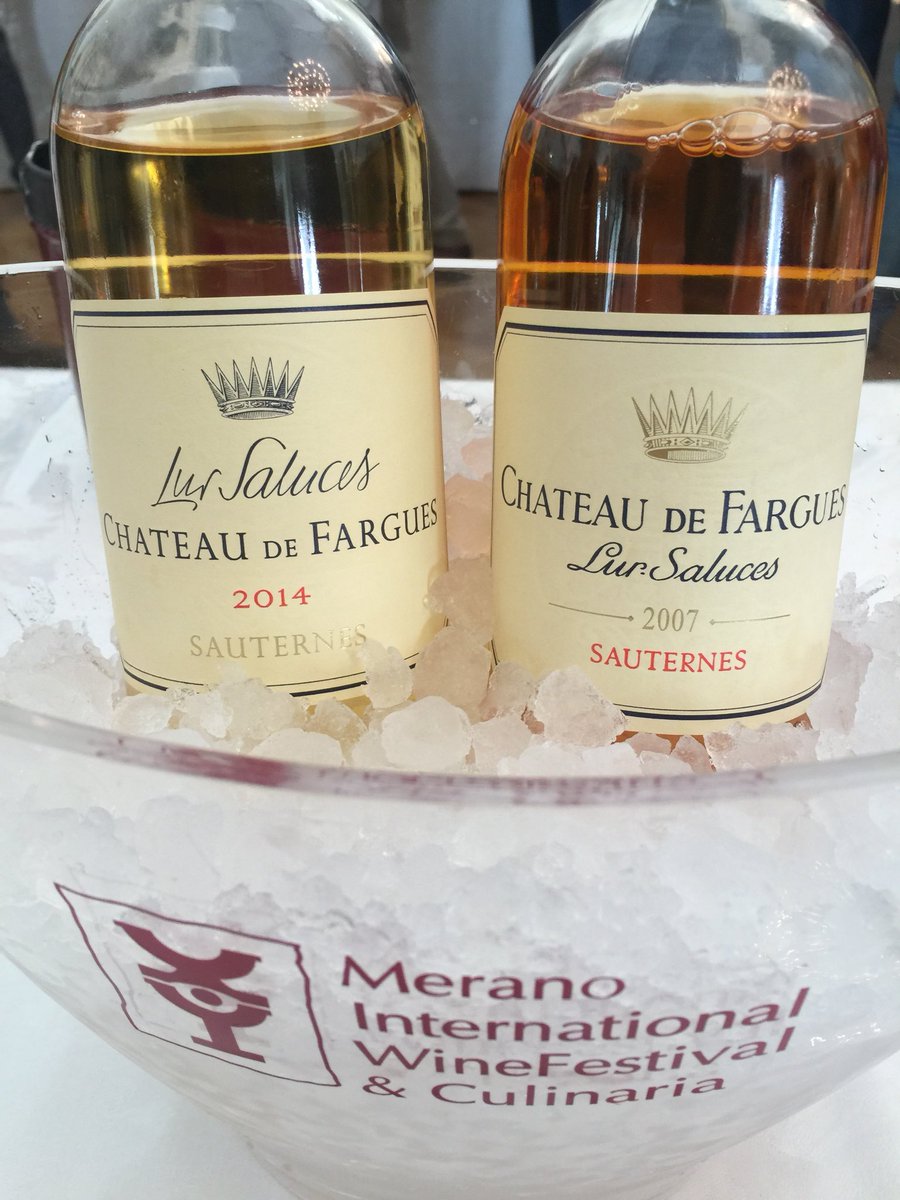 Lur Saluces
CHATEAU DE FARGUES
2014
SAUTERNES
CHATEAU DE FARGUES
Lur-Saluces
2007
SAUTERNES
Merano
International
WineFestival
& Culinaria